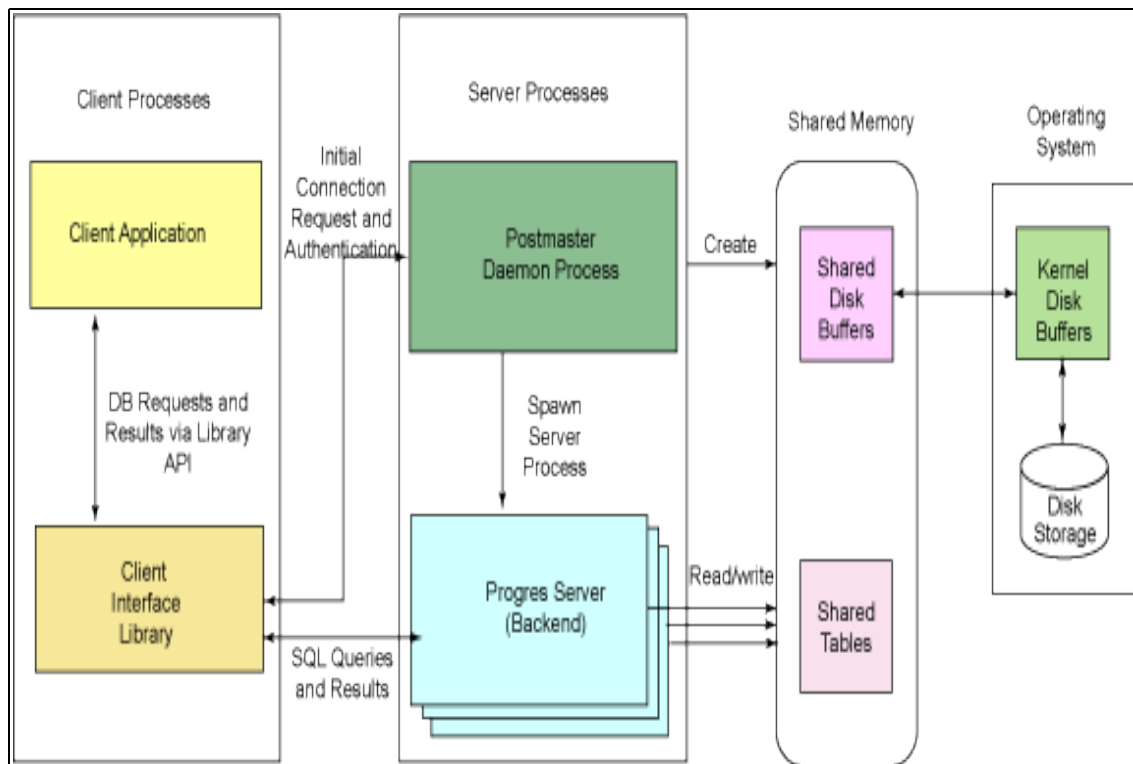 Client Processes
Client Application
DB Requests and
Results via Library
API
Client
Interface
Library
Initial
Connection
Request and
Authentication
SQL Queries
and Results
Server Processes
Postmaster
Daemon Process
Spawn
Server
Process
Progres Server
(Backend)
Create
Read/write
Shared Memory
Shared
Disk
Buffers
Shared
Tables
Operating
System
Kernel
Disk
Buffers
Disk
Storage